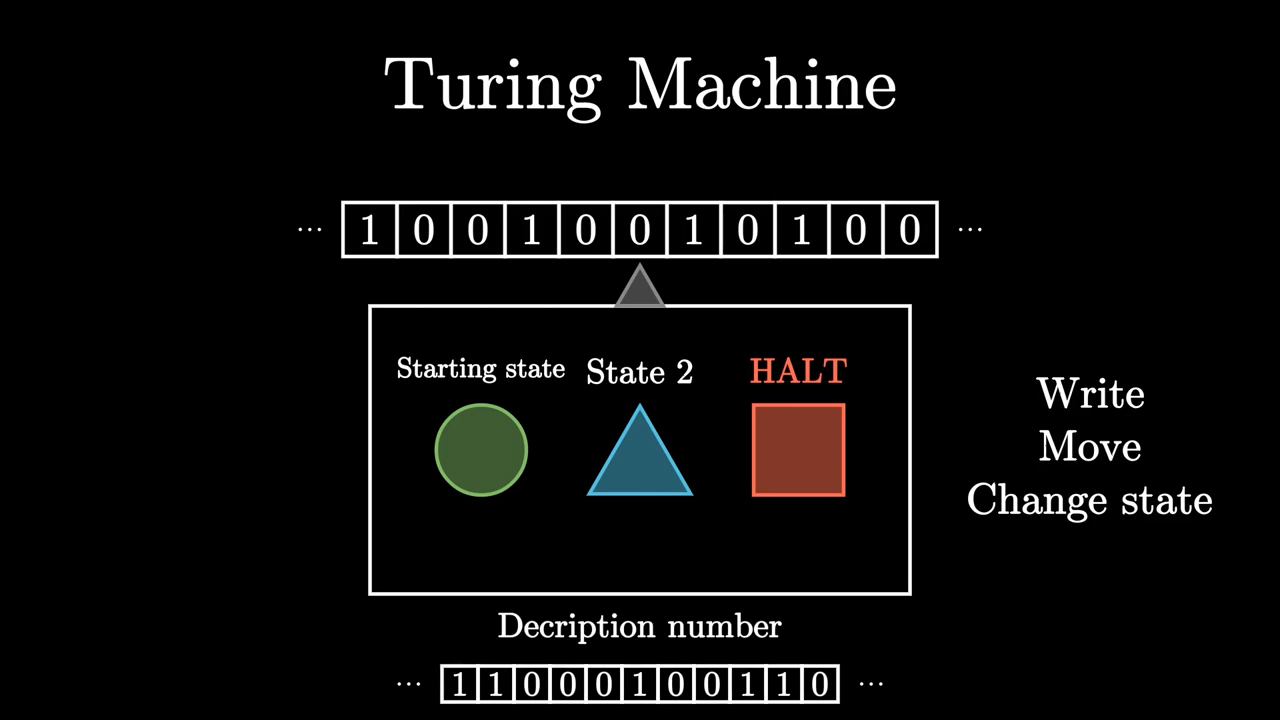 Turing Machine
... 1 0 0 1 0 0 1 0 1 0 0 ...
Starting state State 2 HALT
Write
Move
Change state
Decription number
... 1 1 0 0 0 1 0 0 1 1 0 ...